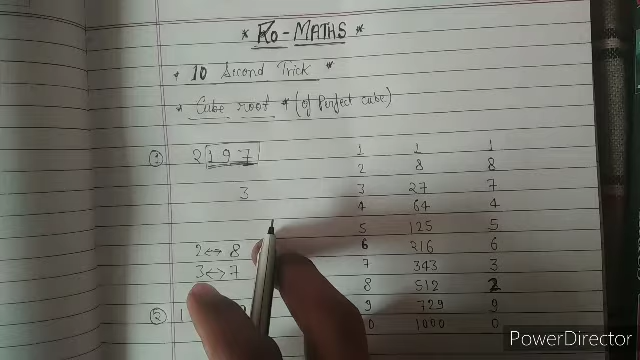 * RO-MATHS *
* 10 Second Trick *
* Cube root * (of Perfect cube)
1 2 197
3
2 ↔ 8
3 ↔ 7
2 1
1 1 1
2 8 8
3 27 7
4 64 4
5 125 5
6 216 6
7 343 3
8 512 2
9 729 9
0 1000 0
PowerDirector